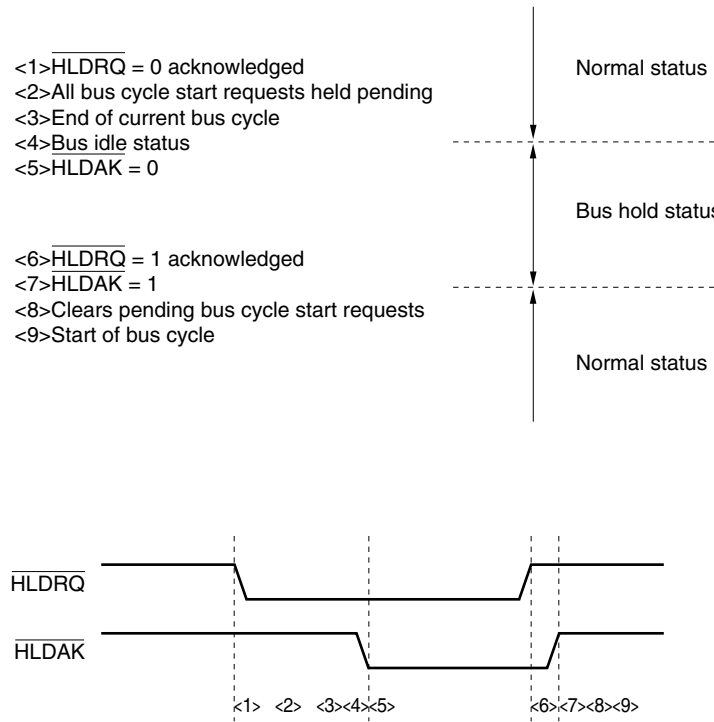 <1>HLDRQ = 0 acknowledged
<2>All bus cycle start requests held pending
<3>End of current bus cycle
<4>Bus idle status
<5>HLDAK = 0
Normal status
Bus hold status
<6>HLDRQ = 1 acknowledged
<7>HLDAK = 1
<8>Clears pending bus cycle start requests
<9>Start of bus cycle
Normal status
HLDRQ
HLDAK
<1> <2> <3><4><5> <6><7><8><9>